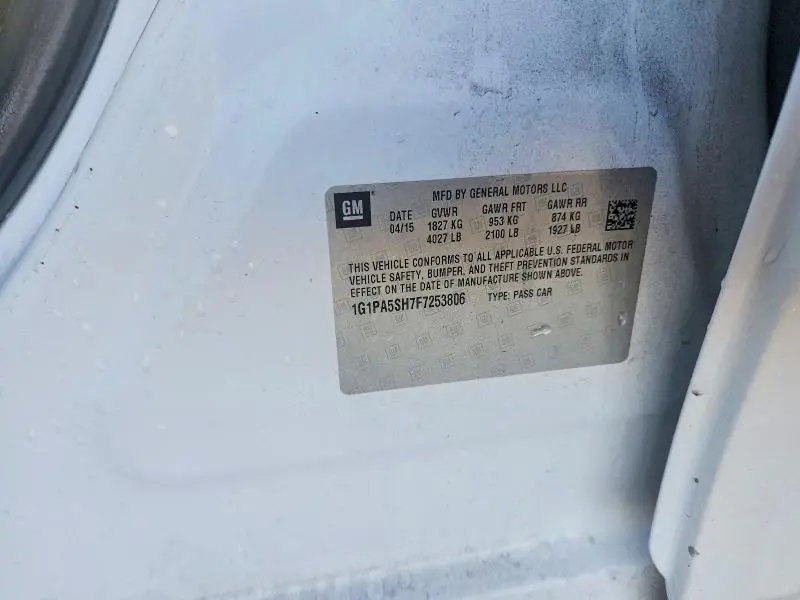 MFD BY GENERAL MOTORS LLC
GM
DATE GVWR GAWR FRT GAWR RR
04/15 1827 KG 953 KG 874 KG
4027 LB 2100 LB 1927 LB
THIS VEHICLE CONFORMS TO ALL APPLICABLE U.S. FEDERAL MOTOR
VEHICLE SAFETY, BUMPER, AND THEFT PREVENTION STANDARDS IN
EFFECT ON THE DATE OF MANUFACTURE SHOWN ABOVE.
1G1PA5SH7F7253806 TYPE: PASS CAR